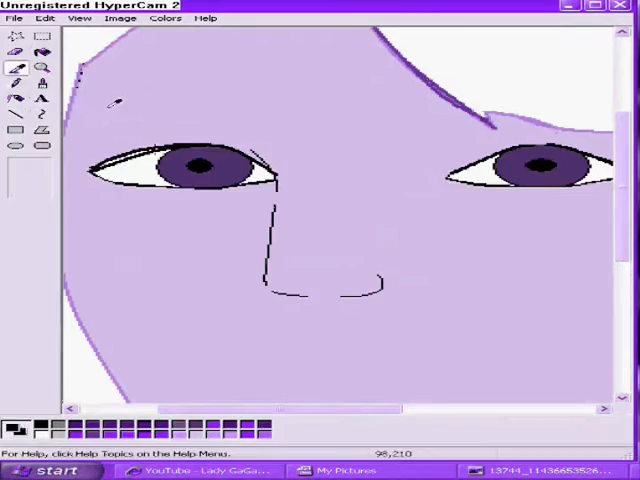 Unregistered HyperCam 2
File Edit View Image Colors Help
A
For Help, click Help Topics on the Help Menu. 98,210
start YouTube - Lady GaGa... My Pictures 13744_11436653526...